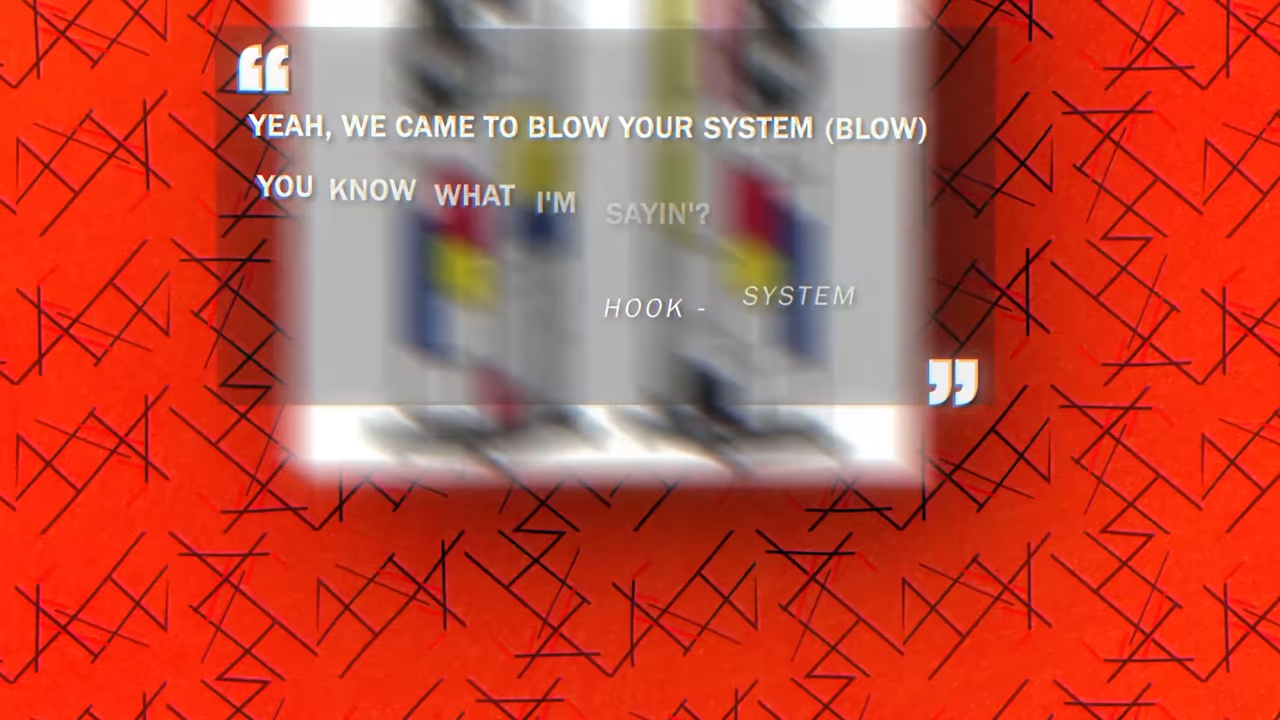 “
YEAH, WE CAME TO BLOW YOUR SYSTEM (BLOW)
YOU KNOW WHAT I'M SAYIN'?
HOOK - SYSTEM
”